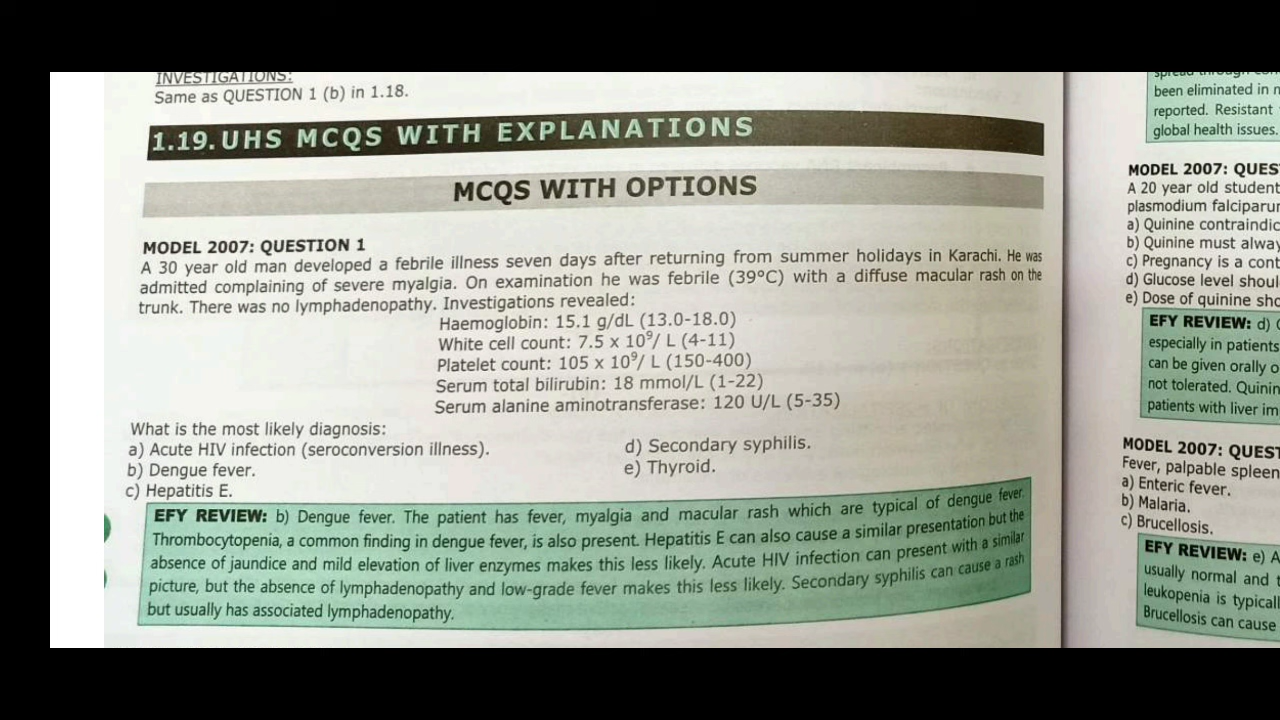 INVESTIGATIONS:
Same as QUESTION 1 (b) in 1.18.
1.19. UHS MCQS WITH EXPLANATIONS
MCQS WITH OPTIONS
MODEL 2007: QUESTION 1
A 30 year old man developed a febrile illness seven days after returning from summer holidays in Karachi. He was
admitted complaining of severe myalgia. On examination he was febrile (39°C) with a diffuse macular rash on the
trunk. There was no lymphadenopathy. Investigations revealed:
Haemoglobin: 15.1 g/dL (13.0-18.0)
White cell count: 7.5 x 10⁹/ L (4-11)
Platelet count: 105 x 10⁹/ L (150-400)
Serum total bilirubin: 18 mmol/L (1-22)
Serum alanine aminotransferase: 120 U/L (5-35)
What is the most likely diagnosis:
a) Acute HIV infection (seroconversion illness).
b) Dengue fever.
c) Hepatitis E.
d) Secondary syphilis.
e) Thyroid.
EFY REVIEW: b) Dengue fever. The patient has fever, myalgia and macular rash which are typical of dengue fever.
Thrombocytopenia, a common finding in dengue fever, is also present. Hepatitis E can also cause a similar presentation but the
absence of jaundice and mild elevation of liver enzymes makes this less likely. Acute HIV infection can present with a similar
picture, but the absence of lymphadenopathy and low-grade fever makes this less likely. Secondary syphilis can cause a rash
but usually has associated lymphadenopathy.
spread through
been eliminated in
reported. Resistant
global health issues.
MODEL 2007: QUES
A 20 year old student
plasmodium falciparu
a) Quinine contraindic
b) Quinine must alway
c) Pregnancy is a cont
d) Glucose level shoul
e) Dose of quinine sho
EFY REVIEW: d)
especially in patients
can be given orally o
not tolerated. Quinin
patients with liver im
MODEL 2007: QUEST
Fever, palpable spleen
a) Enteric fever.
b) Malaria.
c) Brucellosis.
EFY REVIEW: e) A
usually normal and t
leukopenia is typicall
Brucellosis can cause